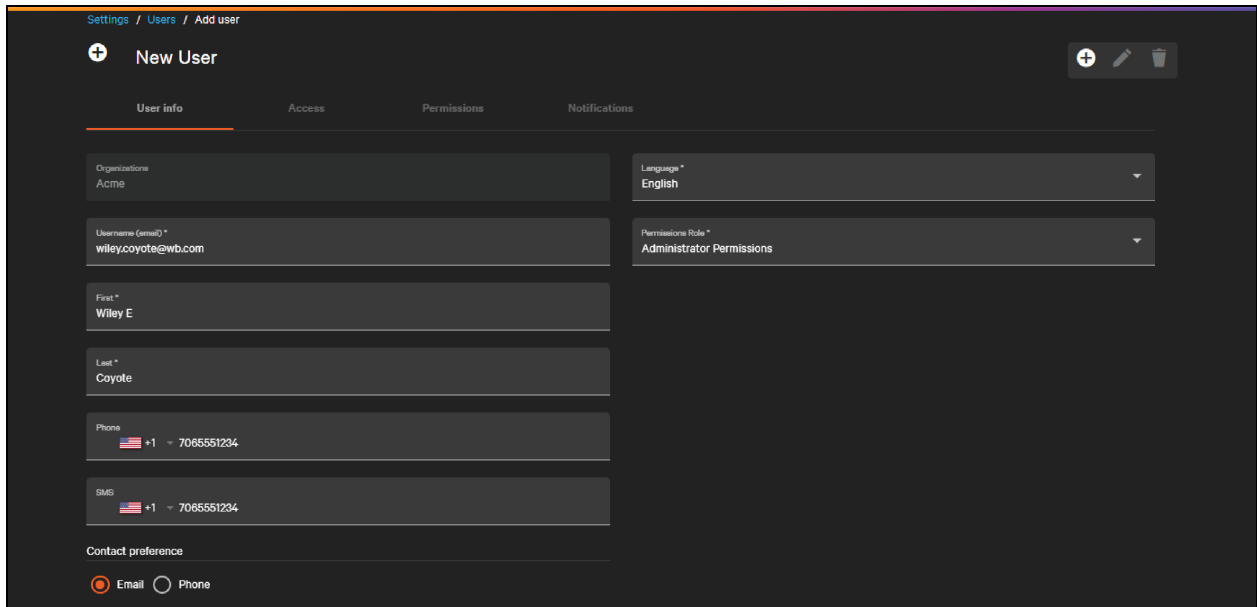 Settings / Users / Add user
New User
User info Access Permissions Notifications
Organizations
Acme
Language *
English
Username (email) *
wiley.coyote@wb.com
Permissions Role *
Administrator Permissions
First *
Wiley E
Last *
Coyote
Phone
+1 7065551234
SMS
+1 7065551234
Contact preference
Email Phone